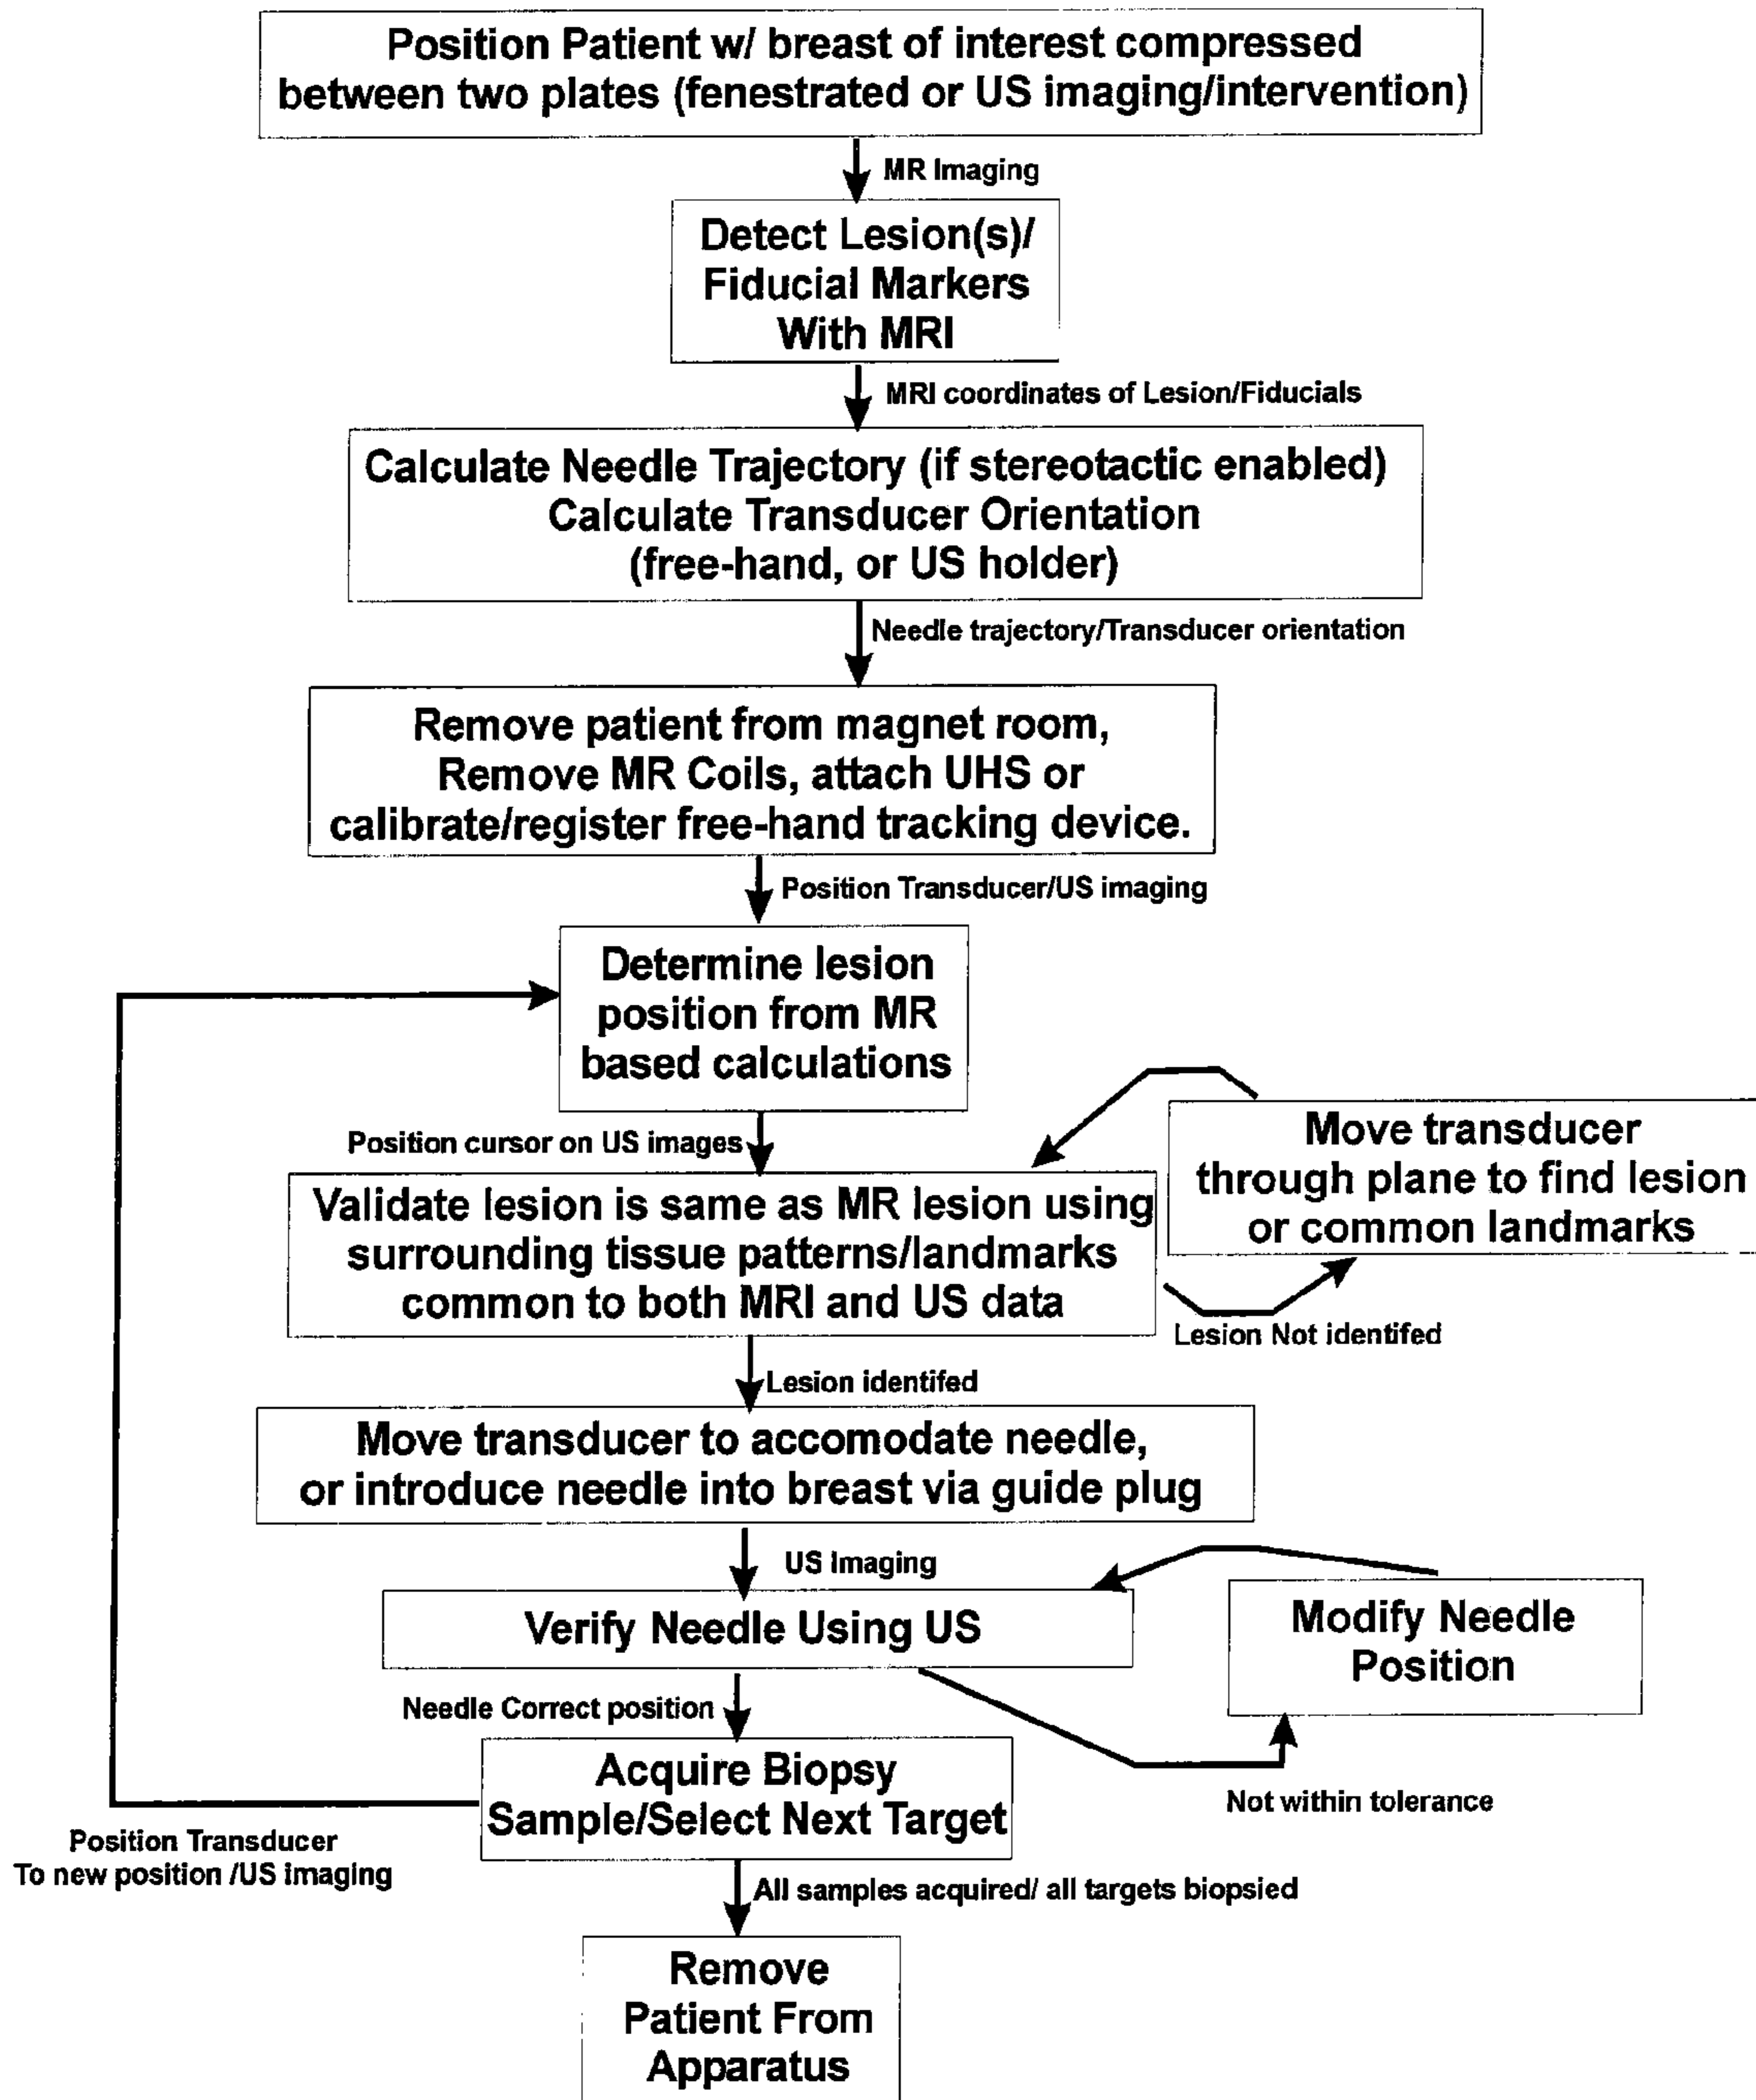 Position Patient w/ breast of interest compressed
between two plates (fenestrated or US imaging/intervention)
MR Imaging
Detect Lesion(s)/
Fiducial Markers
With MRI
MRI coordinates of Lesion/Fiducials
Calculate Needle Trajectory (if stereotactic enabled)
Calculate Transducer Orientation
(free-hand, or US holder)
Needle trajectory/Transducer orientation
Remove patient from magnet room,
Remove MR Coils, attach UHS or
calibrate/register free-hand tracking device.
Position Transducer/US imaging
Determine lesion
position from MR
based calculations
Position cursor on US images
Move transducer
through plane to find lesion
or common landmarks
Validate lesion is same as MR lesion using
surrounding tissue patterns/landmarks
common to both MRI and US data
Lesion Not identifed
Lesion identifed
Move transducer to accomodate needle,
or introduce needle into breast via guide plug
US Imaging
Verify Needle Using US
Modify Needle
Position
Needle Correct position
Not within tolerance
Acquire Biopsy
Sample/Select Next Target
Position Transducer
To new position /US imaging
All samples acquired/ all targets biopsied
Remove
Patient From
Apparatus